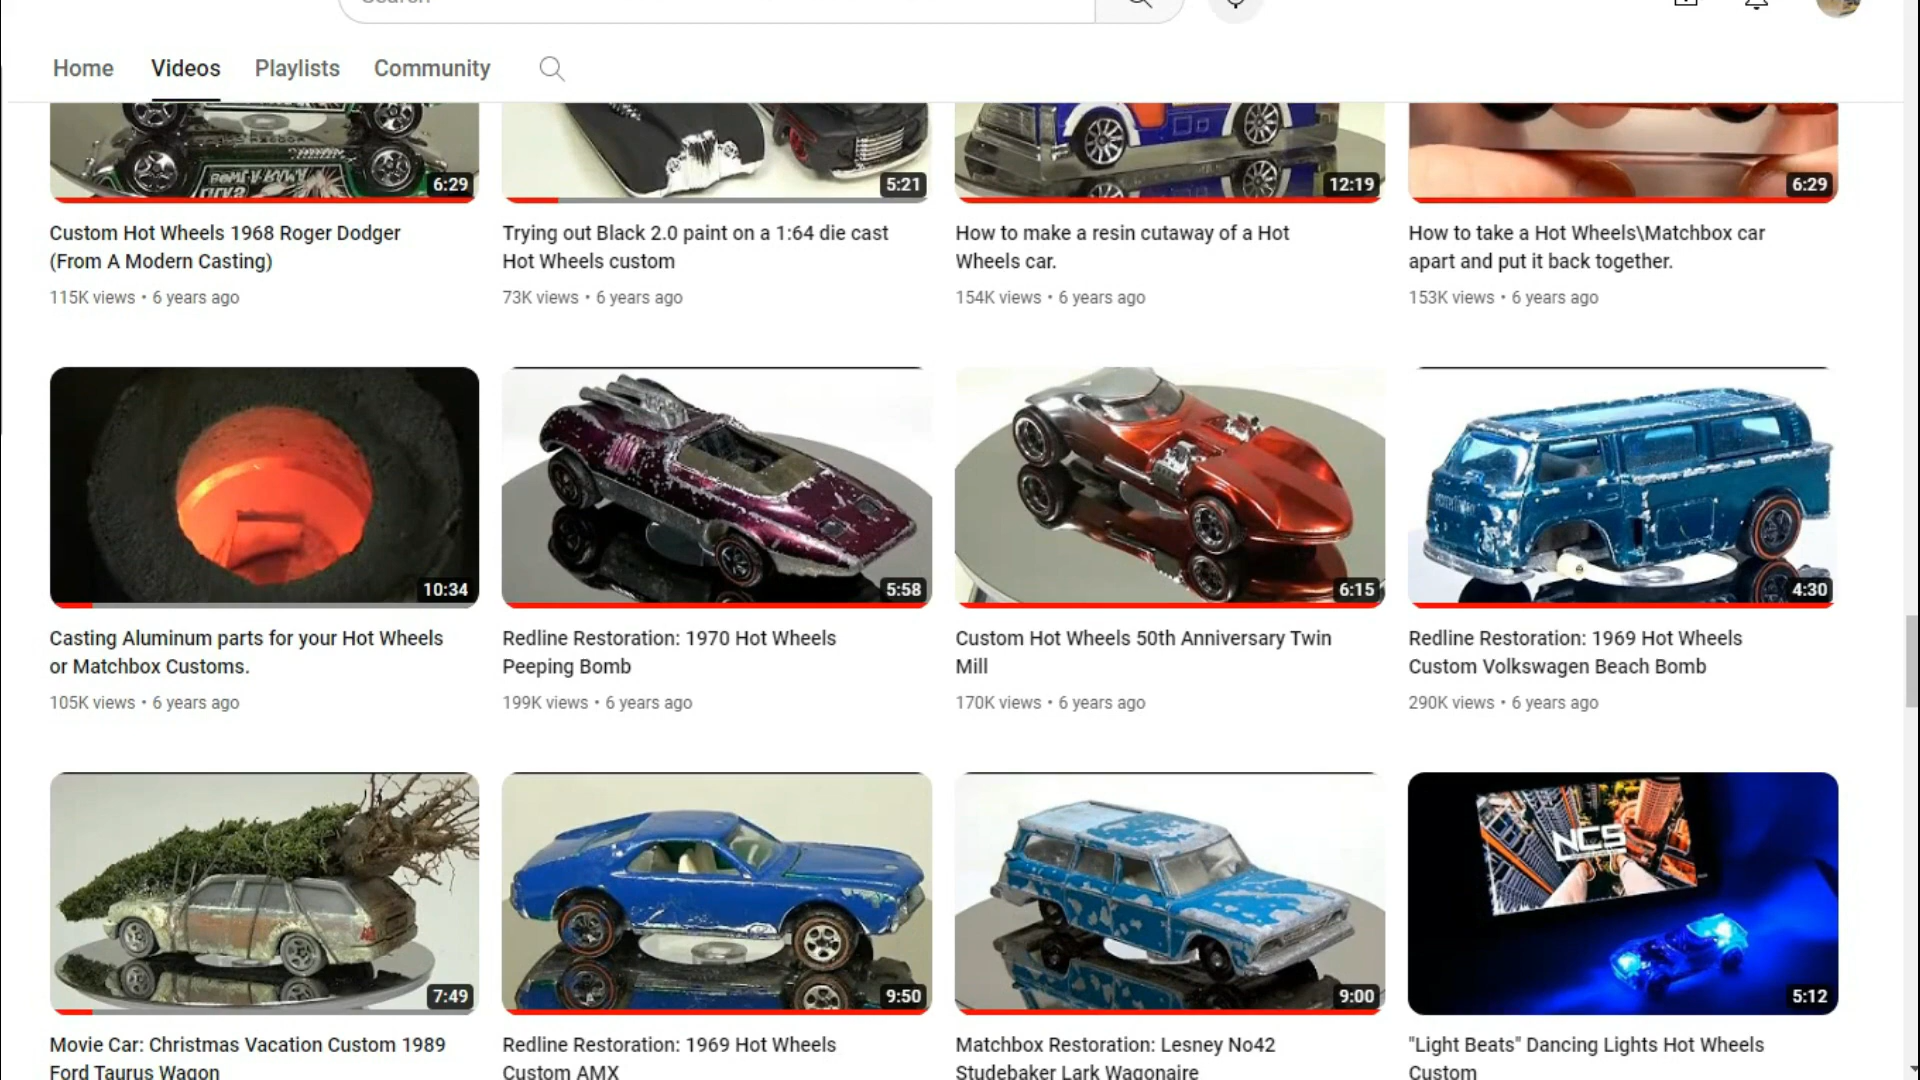 Home Videos Playlists Community
6:29
5:21
12:19
6:29
Custom Hot Wheels 1968 Roger Dodger
(From A Modern Casting)
115K views • 6 years ago
Trying out Black 2.0 paint on a 1:64 die cast
Hot Wheels custom
73K views • 6 years ago
How to make a resin cutaway of a Hot
Wheels car.
154K views • 6 years ago
How to take a Hot Wheels\Matchbox car
apart and put it back together.
153K views • 6 years ago
10:34
5:58
6:15
4:30
Casting Aluminum parts for your Hot Wheels
or Matchbox Customs.
105K views • 6 years ago
Redline Restoration: 1970 Hot Wheels
Peeping Bomb
199K views • 6 years ago
Custom Hot Wheels 50th Anniversary Twin
Mill
170K views • 6 years ago
Redline Restoration: 1969 Hot Wheels
Custom Volkswagen Beach Bomb
290K views • 6 years ago
7:49
9:50
9:00
NCS
5:12
Movie Car: Christmas Vacation Custom 1989
Ford Taurus Wagon
Redline Restoration: 1969 Hot Wheels
Custom AMX
Matchbox Restoration: Lesney No42
Studebaker Lark Wagonaire
"Light Beats" Dancing Lights Hot Wheels
Custom